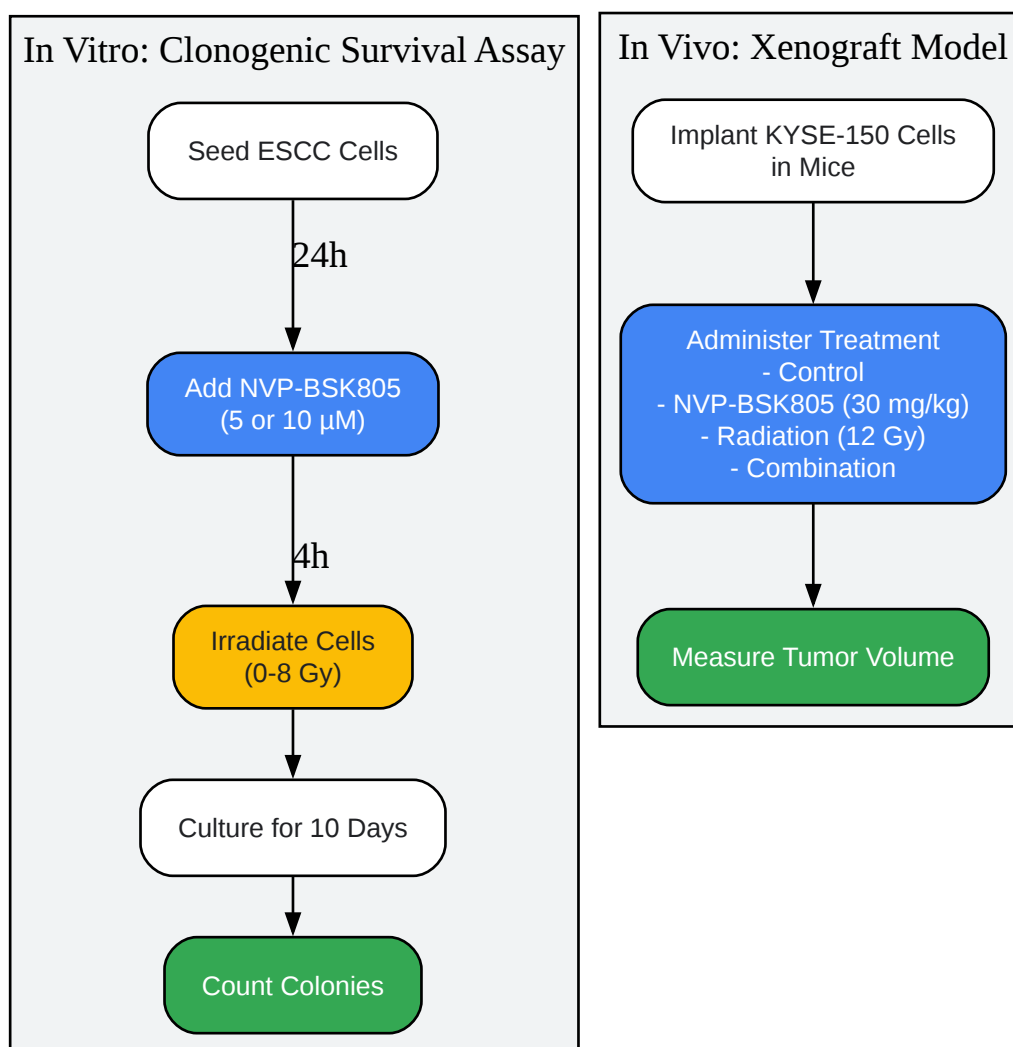 In Vitro: Clonogenic Survival Assay
Seed ESCC Cells
24h
Add NVP-BSK805
(5 or 10 µM)
4h
Irradiate Cells
(0-8 Gy)
Culture for 10 Days
Count Colonies
In Vivo: Xenograft Model
Implant KYSE-150 Cells
in Mice
Administer Treatment
- Control
- NVP-BSK805 (30 mg/kg)
- Radiation (12 Gy)
- Combination
Measure Tumor Volume